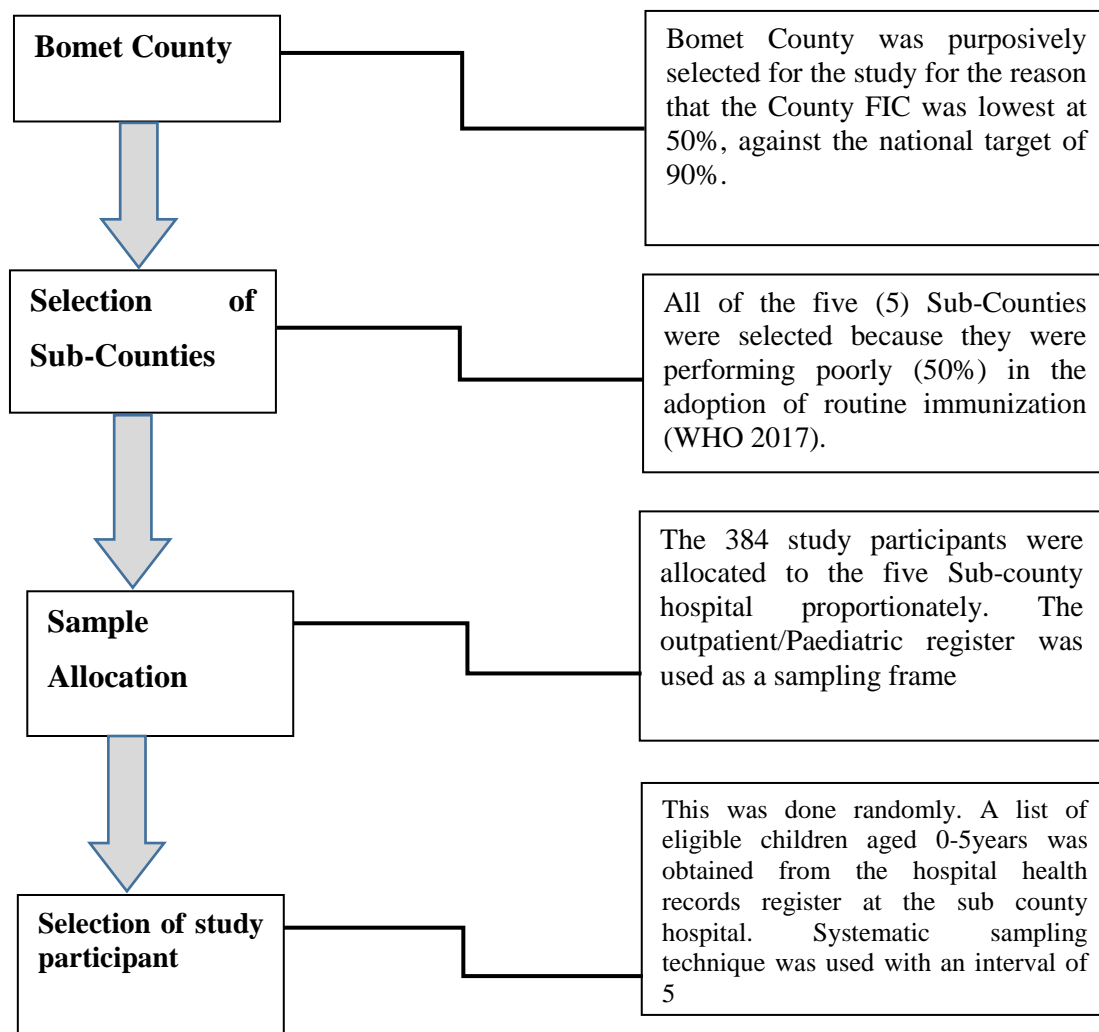 Bomet County
Bomet County was purposively
selected for the study for the reason
that the County FIC was lowest at
50%, against the national target of
90%.
Selection of
Sub-Counties
All of the five (5) Sub-Counties
were selected because they were
performing poorly (50%) in the
adoption of routine immunization
(WHO 2017).
Sample
Allocation
The 384 study participants were
allocated to the five Sub-county
hospital proportionately. The
outpatient/Paediatric register was
used as a sampling frame
Selection of study
participant
This was done randomly. A list of
eligible children aged 0-5years was
obtained from the hospital health
records register at the sub county
hospital. Systematic sampling
technique was used with an interval of
5